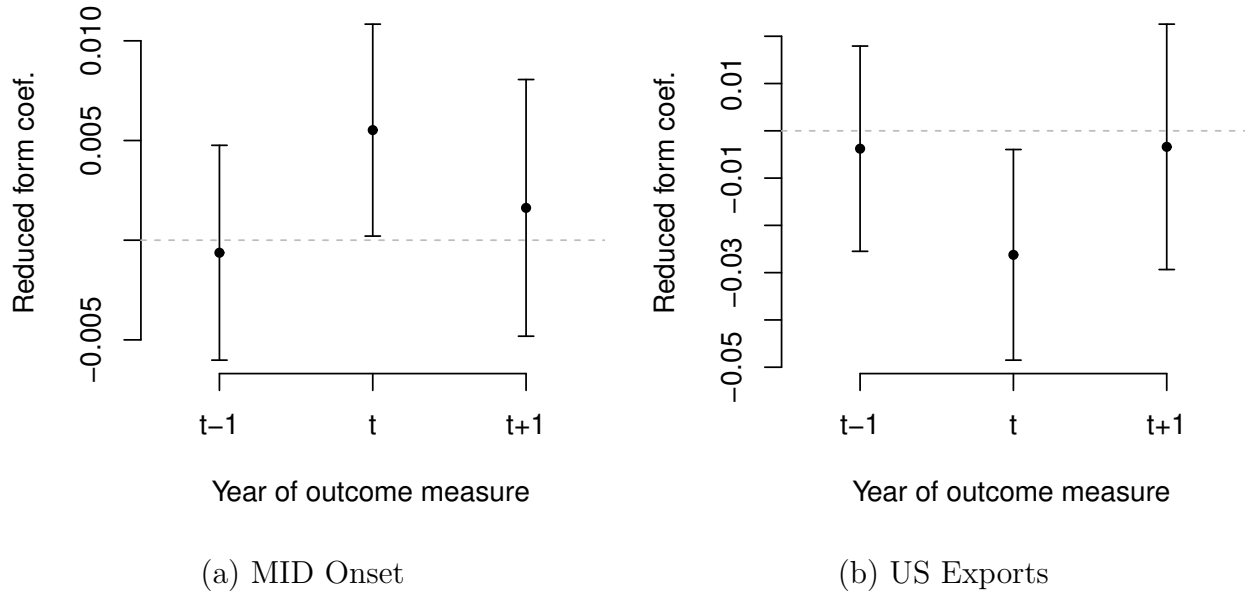 Reduced form coef.
0.010
0.005
−0.005
t−1 t t+1
Year of outcome measure
(a) MID Onset
Reduced form coef.
0.01
−0.01
−0.03
−0.05
t−1 t t+1
Year of outcome measure
(b) US Exports